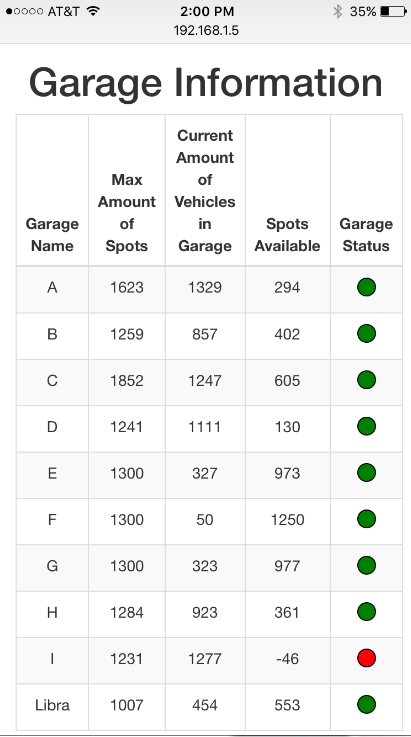 AT&T 2:00 PM 35%
192.168.1.5
Garage Information
Garage Name Max Amount of Spots Current Amount of Vehicles in Garage Spots Available Garage Status
A 1623 1329 294
B 1259 857 402
C 1852 1247 605
D 1241 1111 130
E 1300 327 973
F 1300 50 1250
G 1300 323 977
H 1284 923 361
I 1231 1277 -46
Libra 1007 454 553